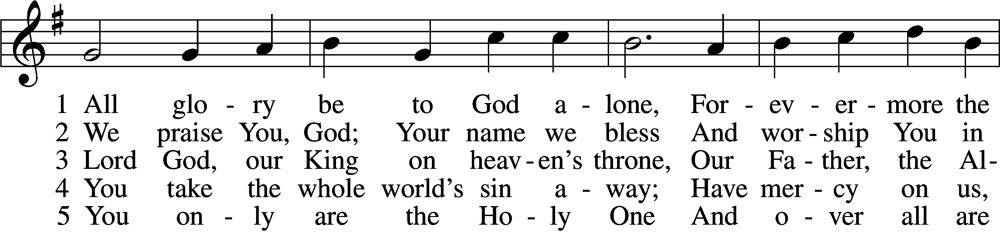 1 All glo - ry be to God a - lone, For - ev - er - more the
2 We praise You, God; Your name we bless And wor - ship You in
3 Lord God, our King on heav - en's throne, Our Fa - ther, the Al-
4 You take the whole world's sin a - way; Have mer - cy on us,
5 You on - ly are the Ho - ly One And o - ver all are